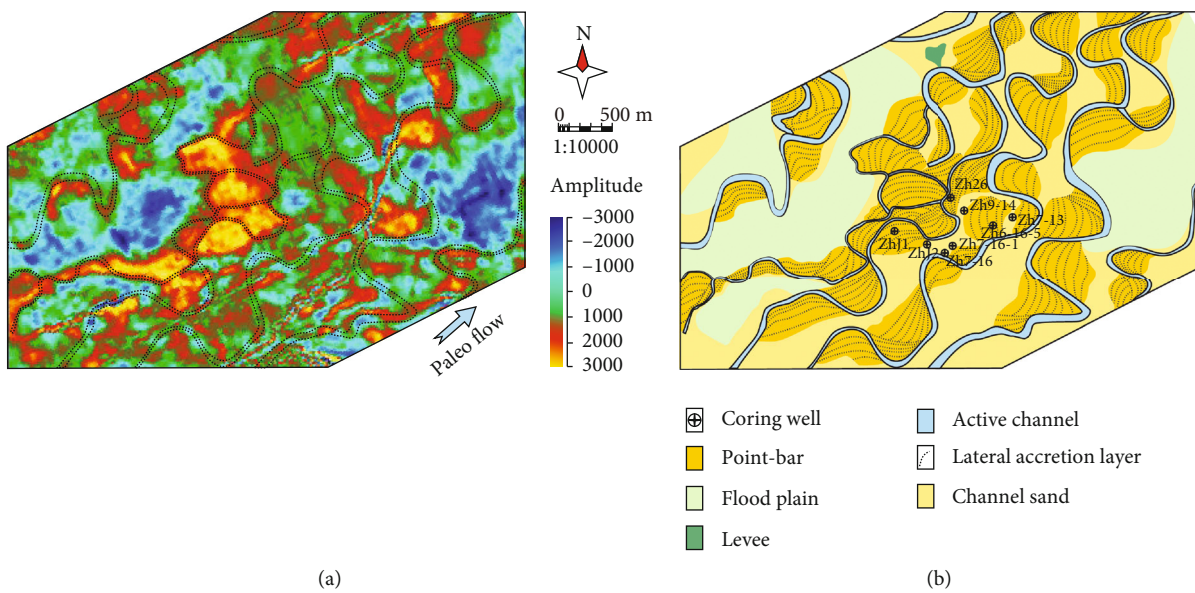 N
0 500 m
1:10000
Amplitude
−3000
−2000
−1000
0
1000
2000
3000
Paleo flow
Zh26
Zh9-14
Zh7-13
Zh6-16-5
ZhJ1
Zh7-16-1
ZhJ2
Zh7-16
Coring well
Active channel
Point-bar
Lateral accretion layer
Flood plain
Channel sand
Levee
(a)
(b)